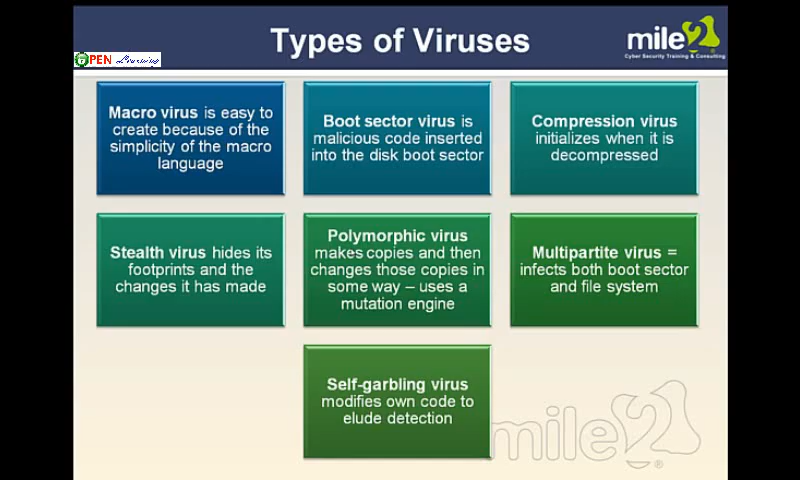 Types of Viruses
mile2
Cyber Security Training & Consulting
OPEN Learning
Macro virus is easy to
create because of the
simplicity of the macro
language
Boot sector virus is
malicious code inserted
into the disk boot sector
Compression virus
initializes when it is
decompressed
Stealth virus hides its
footprints and the
changes it has made
Polymorphic virus
makes copies and then
changes those copies in
some way – uses a
mutation engine
Multipartite virus =
infects both boot sector
and file system
Self-garbling virus
modifies own code to
elude detection
mile2®